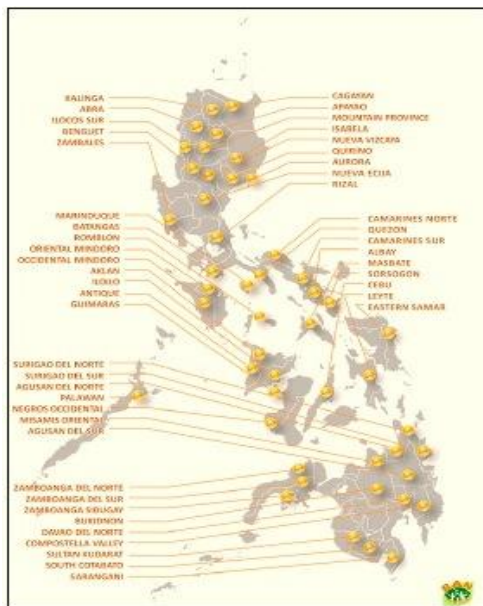 KALINGA
ABRA
ILOCOS SUR
BENGUET
ZAMBALES
CAGAYAN
APAYAO
MOUNTAIN PROVINCE
ISABELA
NUEVA VIZCAYA
QUIRINO
AURORA
NUEVA ECIJA
RIZAL
MARINDUQUE
BATANGAS
ROMBLON
ORIENTAL MINDORO
OCCIDENTAL MINDORO
AKLAN
ILOILO
ANTIQUE
GUIMARAS
CAMARINES NORTE
QUEZON
CAMARINES SUR
ALBAY
MASBATE
SORSOGON
CEBU
LEYTE
EASTERN SAMAR
SURIGAO DEL NORTE
SURIGAO DEL SUR
AGUSAN DEL NORTE
PALAWAN
NEGROS OCCIDENTAL
MISAMIS ORIENTAL
AGUSAN DEL SUR
ZAMBOANGA DEL NORTE
ZAMBOANGA DEL SUR
ZAMBOANGA SIBUGAY
BUKIDNON
DAVAO DEL NORTE
COMPOSTELLA VALLEY
SULTAN KUDARAT
SOUTH COTABATO
SARANGANI